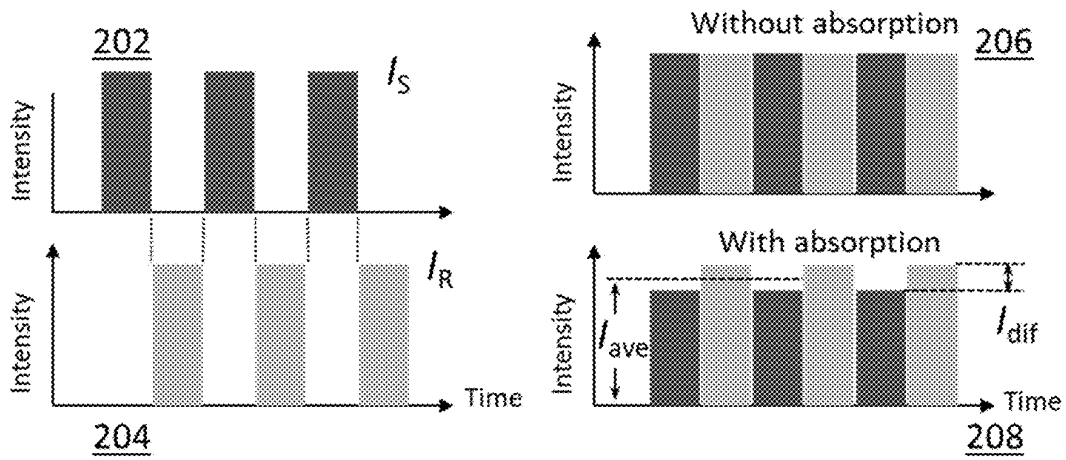 202
I_S
Intensity
I_R
Intensity
Time
204
Without absorption
206
Intensity
With absorption
I_ave
I_dif
Intensity
Time
208